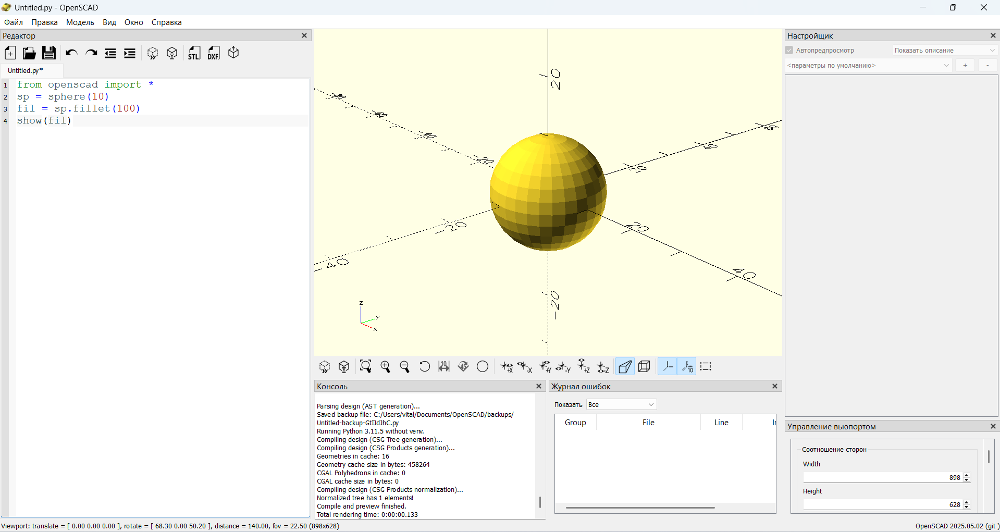 Untitled.py - OpenSCAD
Файл Правка Модель Вид Окно Справка
Редактор
STL DXF
Untitled.py*
1 from openscad import *
2 sp = sphere(10)
3 fil = sp.fillet(100)
4 show(fil)
20
-20
-40
20
40
20
40
-20
-20
-40
Z
Y
X
10 45 +X -X +Y -Y +Z -Z 10
Консоль
Parsing design (AST generation)...
Saved backup file: C:/Users/vital/Documents/OpenSCAD/backups/
Untitled-backup-GtIJdJhC.py
Running Python 3.11.5 without venv.
Compiling design (CSG Tree generation)...
Compiling design (CSG Products generation)...
Geometries in cache: 16
Geometry cache size in bytes: 458264
CGAL Polyhedrons in cache: 0
CGAL cache size in bytes: 0
Compiling design (CSG Products normalization)...
Normalized tree has 1 elements!
Compile and preview finished.
Total rendering time: 0:00:00.133
Журнал ошибок
Показать Все
Group File Line
Настройщик
Автопредпросмотр Показать описание
<параметры по умолчанию> + -
Управление вьюпортом
Соотношение сторон
Width
898
Height
628
Viewport: translate = [ 0.00 0.00 0.00 ], rotate = [ 68.30 0.00 50.20 ], distance = 140.00, fov = 22.50 (898x628)
OpenSCAD 2025.05.02 (git )